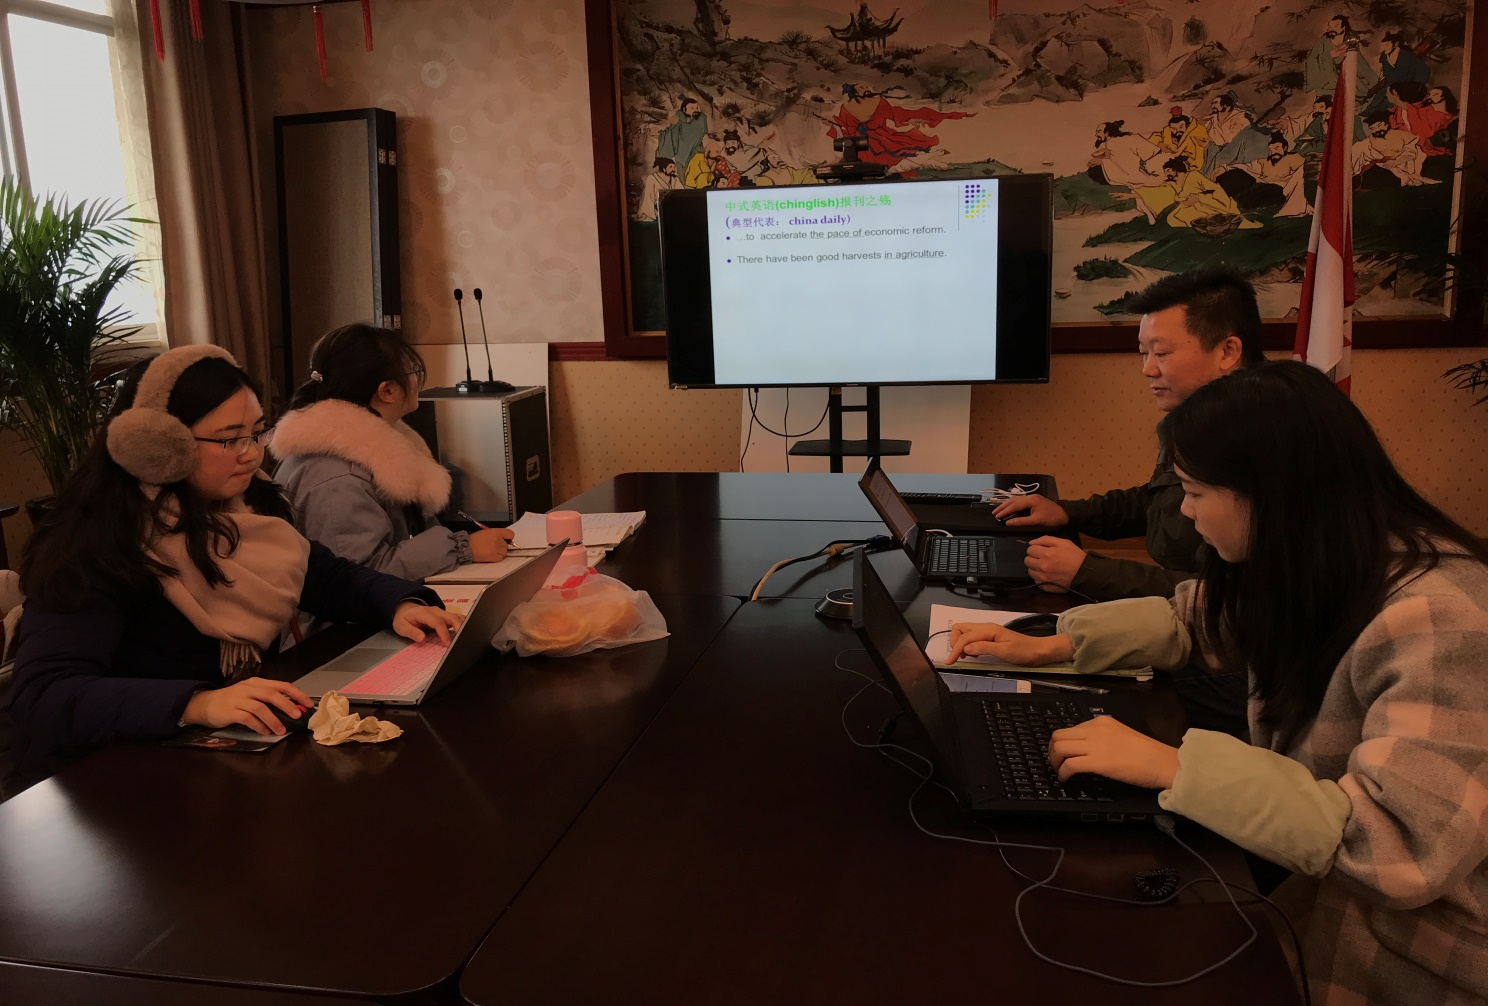 中式英语(chinglish)报刊之殇
(典型代表： china daily)
…to accelerate the pace of economic reform.
There have been good harvests in agriculture.